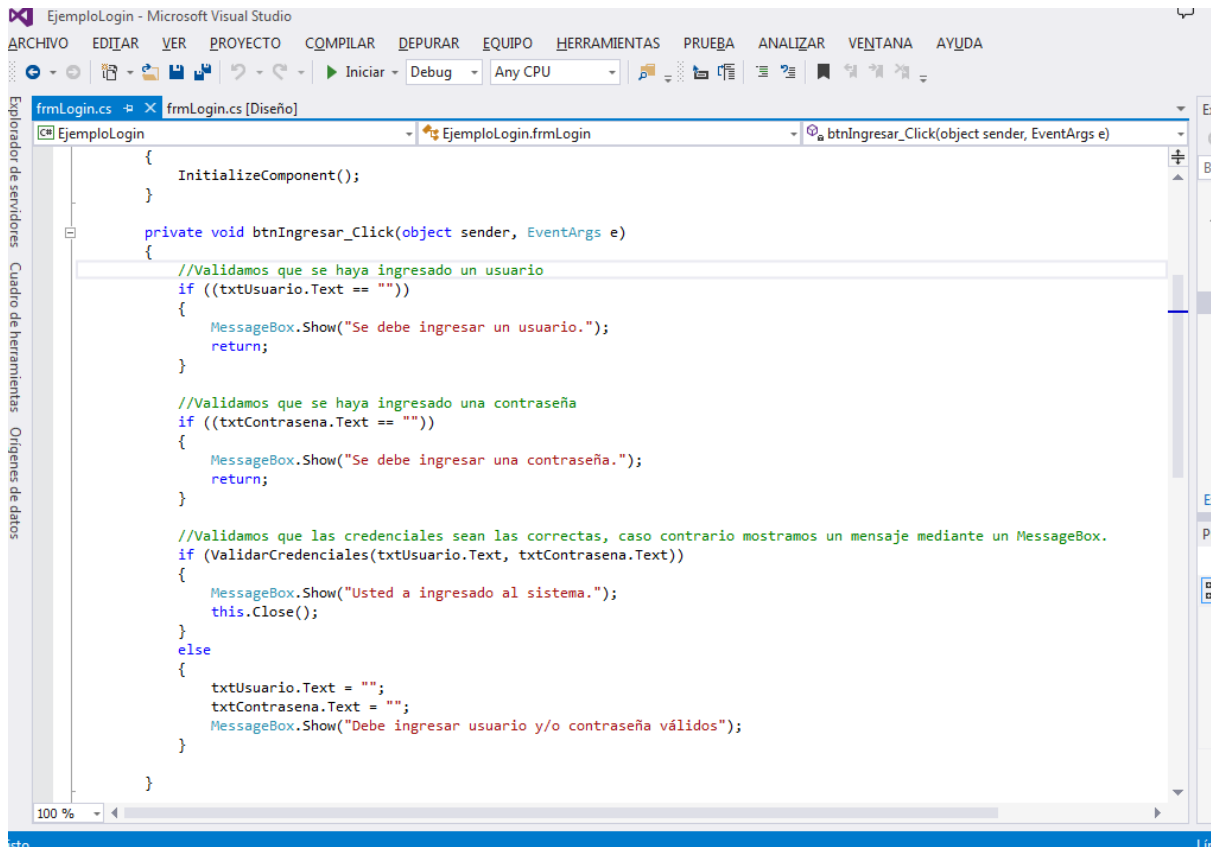 EjemploLogin - Microsoft Visual Studio
ARCHIVO EDITAR VER PROYECTO COMPILAR DEPURAR EQUIPO HERRAMIENTAS PRUEBA ANALIZAR VENTANA AYUDA
Iniciar Debug Any CPU
Explorador de servidores
Cuadro de herramientas
Orígenes de datos
frmLogin.cs frmLogin.cs [Diseño]
C# EjemploLogin EjemploLogin.frmLogin btnIngresar_Click(object sender, EventArgs e)
{
InitializeComponent();
}
private void btnIngresar_Click(object sender, EventArgs e)
{
//Validamos que se haya ingresado un usuario
if ((txtUsuario.Text == ""))
{
MessageBox.Show("Se debe ingresar un usuario.");
return;
}
//Validamos que se haya ingresado una contraseña
if ((txtContrasena.Text == ""))
{
MessageBox.Show("Se debe ingresar una contraseña.");
return;
}
//Validamos que las credenciales sean las correctas, caso contrario mostramos un mensaje mediante un MessageBox.
if (ValidarCredenciales(txtUsuario.Text, txtContrasena.Text))
{
MessageBox.Show("Usted a ingresado al sistema.");
this.Close();
}
else
{
txtUsuario.Text = "";
txtContrasena.Text = "";
MessageBox.Show("Debe ingresar usuario y/o contraseña válidos");
}
}
100 %